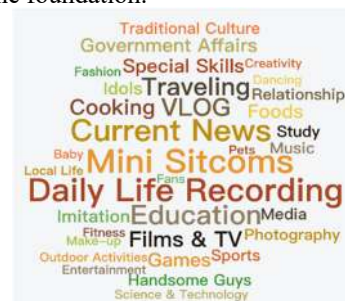 ne foundation.
Traditional Culture
Government Affairs
Fashion Special Skills Creativity
Idols Traveling Dancing
Relationship
Cooking VLOG Foods
Current News Study
Baby Pets Music
Mini Sitcoms
Local Life Fans
Daily Life Recording
Imitation Education Media
Fitness Films & TV Photography
Make-up
Outdoor Activities Games Sports
Entertainment
Handsome Guys
Science & Technology